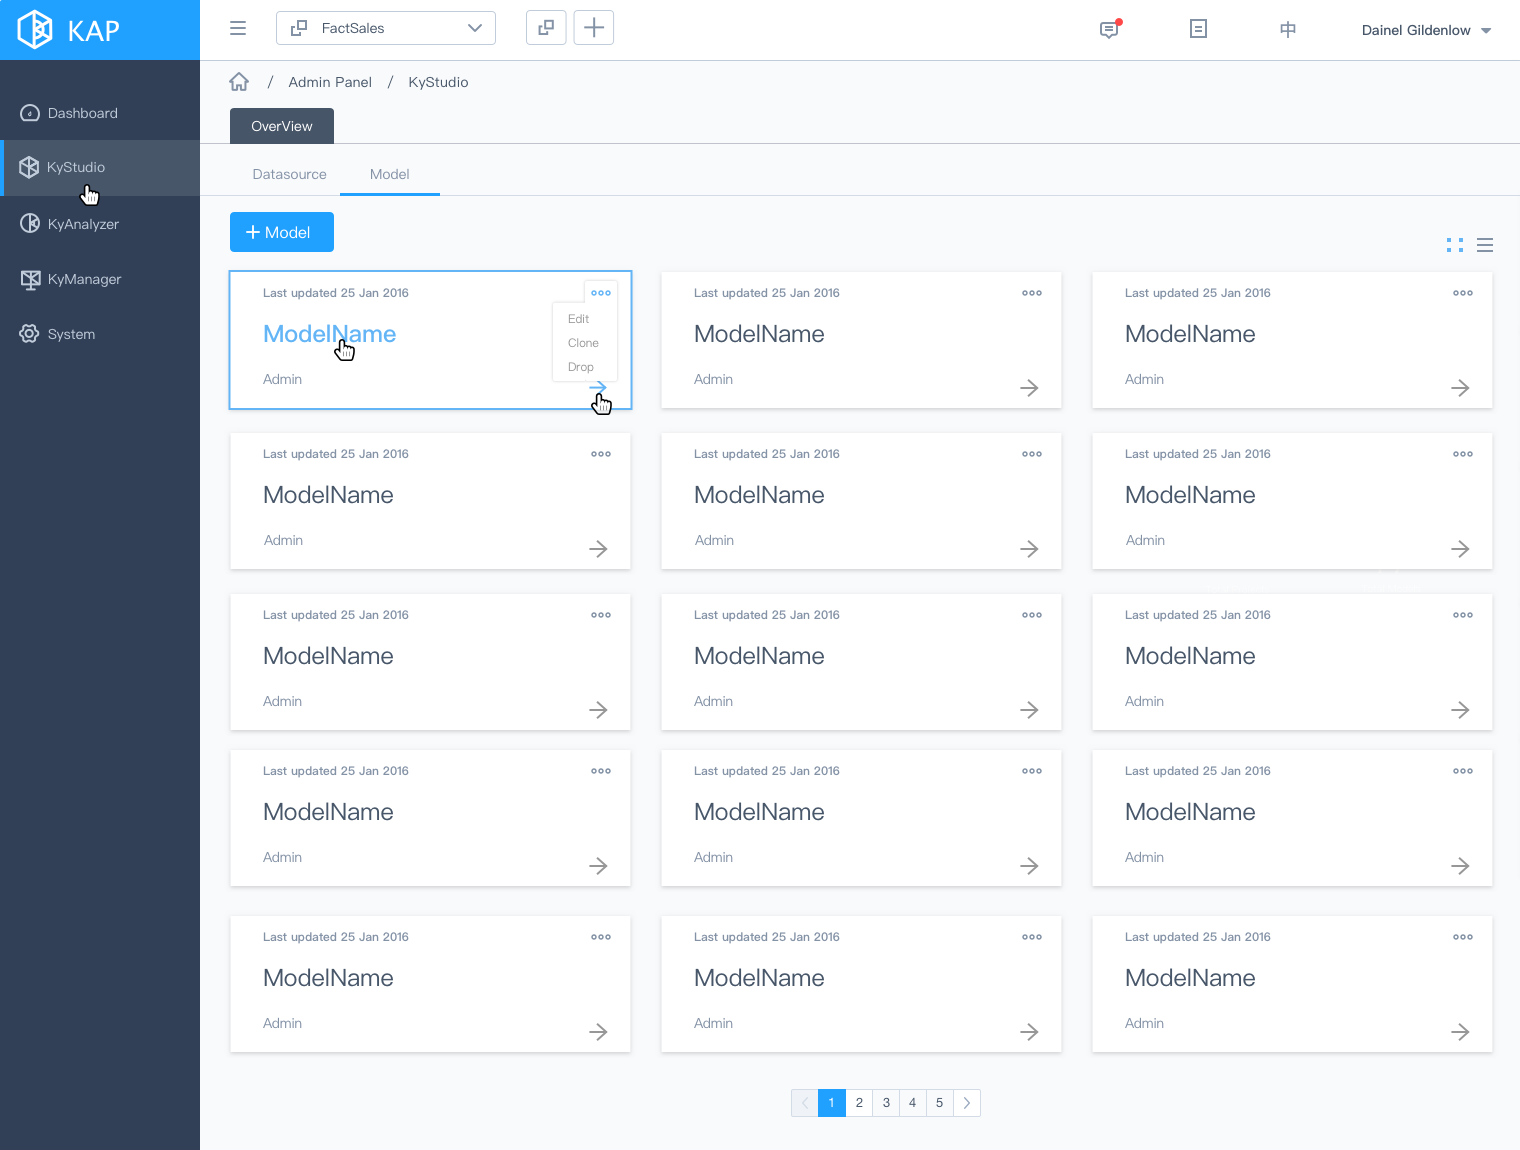 KAP
FactSales
中
Dainel Gildenlow
/ Admin Panel / KyStudio
OverView
Datasource Model
+ Model
Dashboard
KyStudio
KyAnalyzer
KyManager
System
Last updated 25 Jan 2016
ModelName
Admin
Edit
Clone
Drop
Last updated 25 Jan 2016
ModelName
Admin
Last updated 25 Jan 2016
ModelName
Admin
Last updated 25 Jan 2016
ModelName
Admin
Last updated 25 Jan 2016
ModelName
Admin
Last updated 25 Jan 2016
ModelName
Admin
Last updated 25 Jan 2016
ModelName
Admin
Last updated 25 Jan 2016
ModelName
Admin
Last updated 25 Jan 2016
ModelName
Admin
Last updated 25 Jan 2016
ModelName
Admin
Last updated 25 Jan 2016
ModelName
Admin
Last updated 25 Jan 2016
ModelName
Admin
Last updated 25 Jan 2016
ModelName
Admin
Last updated 25 Jan 2016
ModelName
Admin
Last updated 25 Jan 2016
ModelName
Admin
1 2 3 4 5